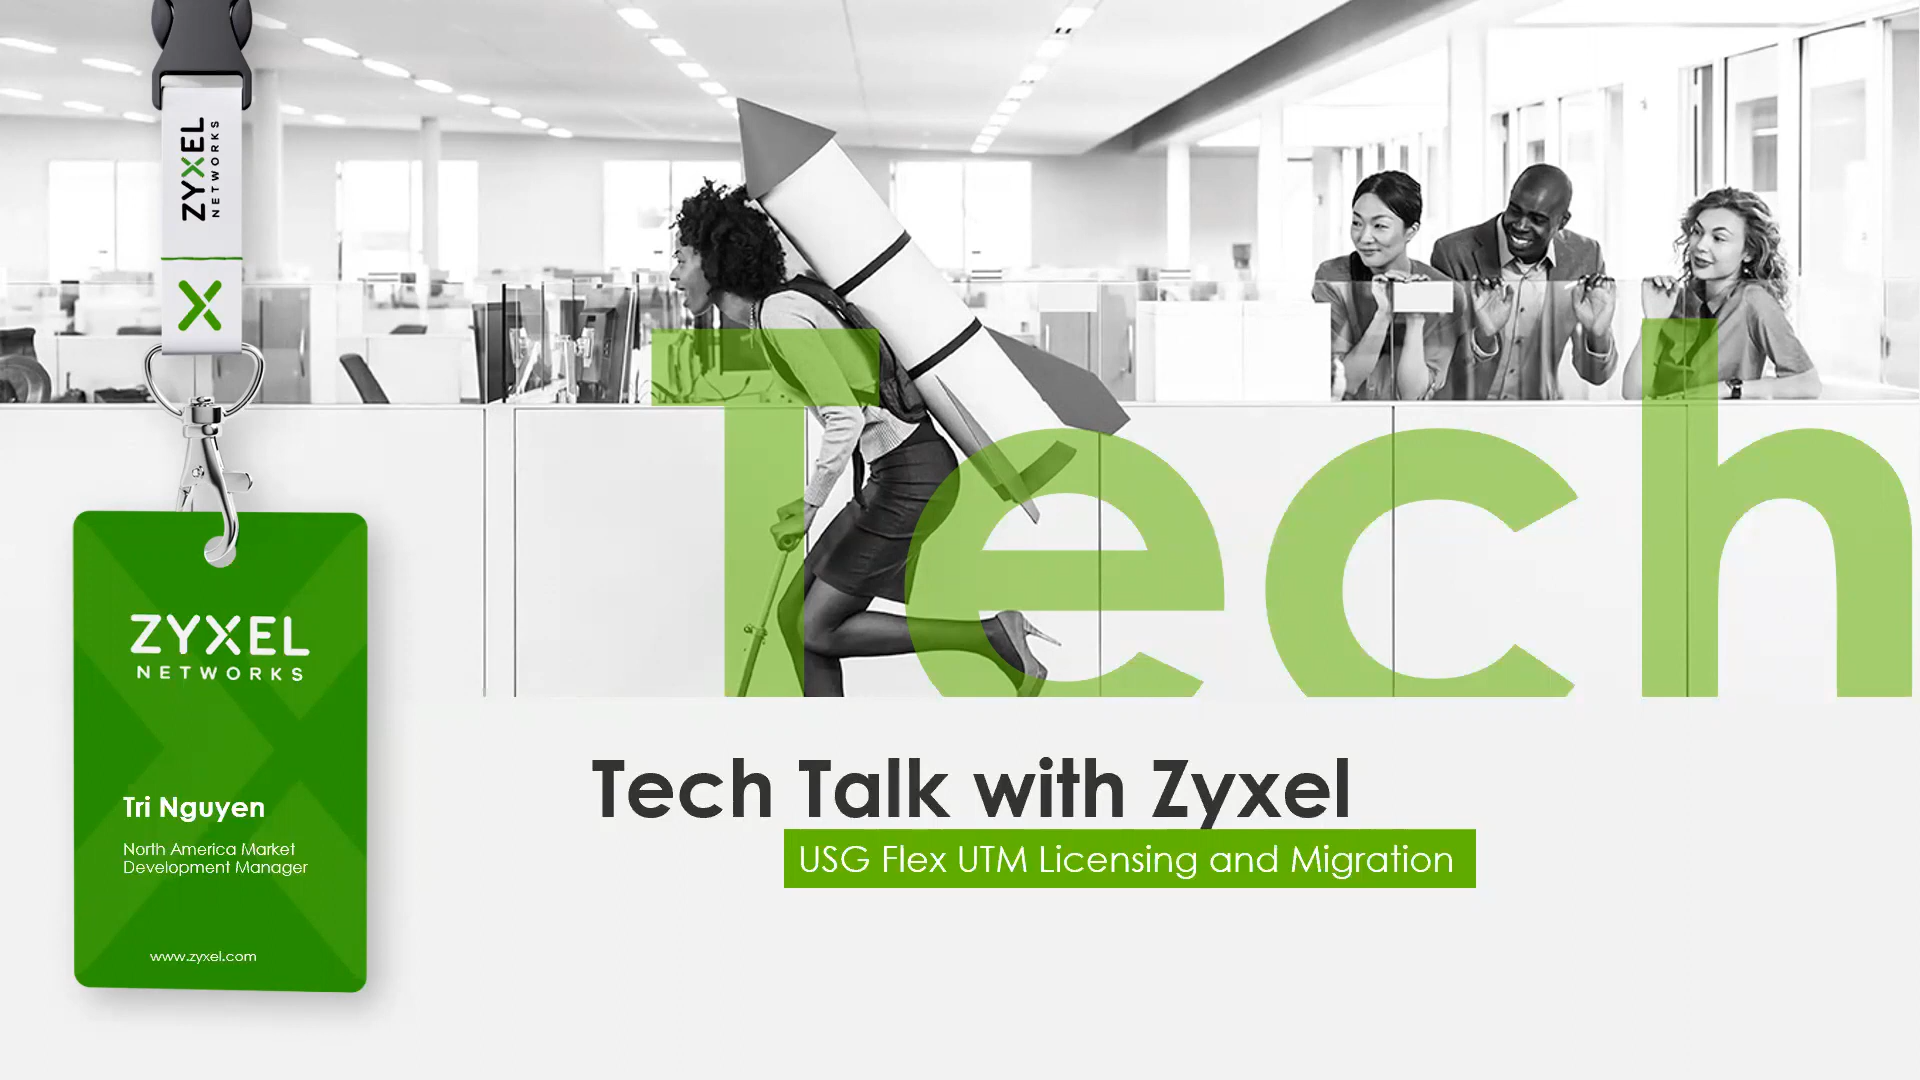 ZYXEL
NETWORKS
X
Tech
ZYXEL
NETWORKS
Tri Nguyen
North America Market
Development Manager
www.zyxel.com
Tech Talk with Zyxel
USG Flex UTM Licensing and Migration